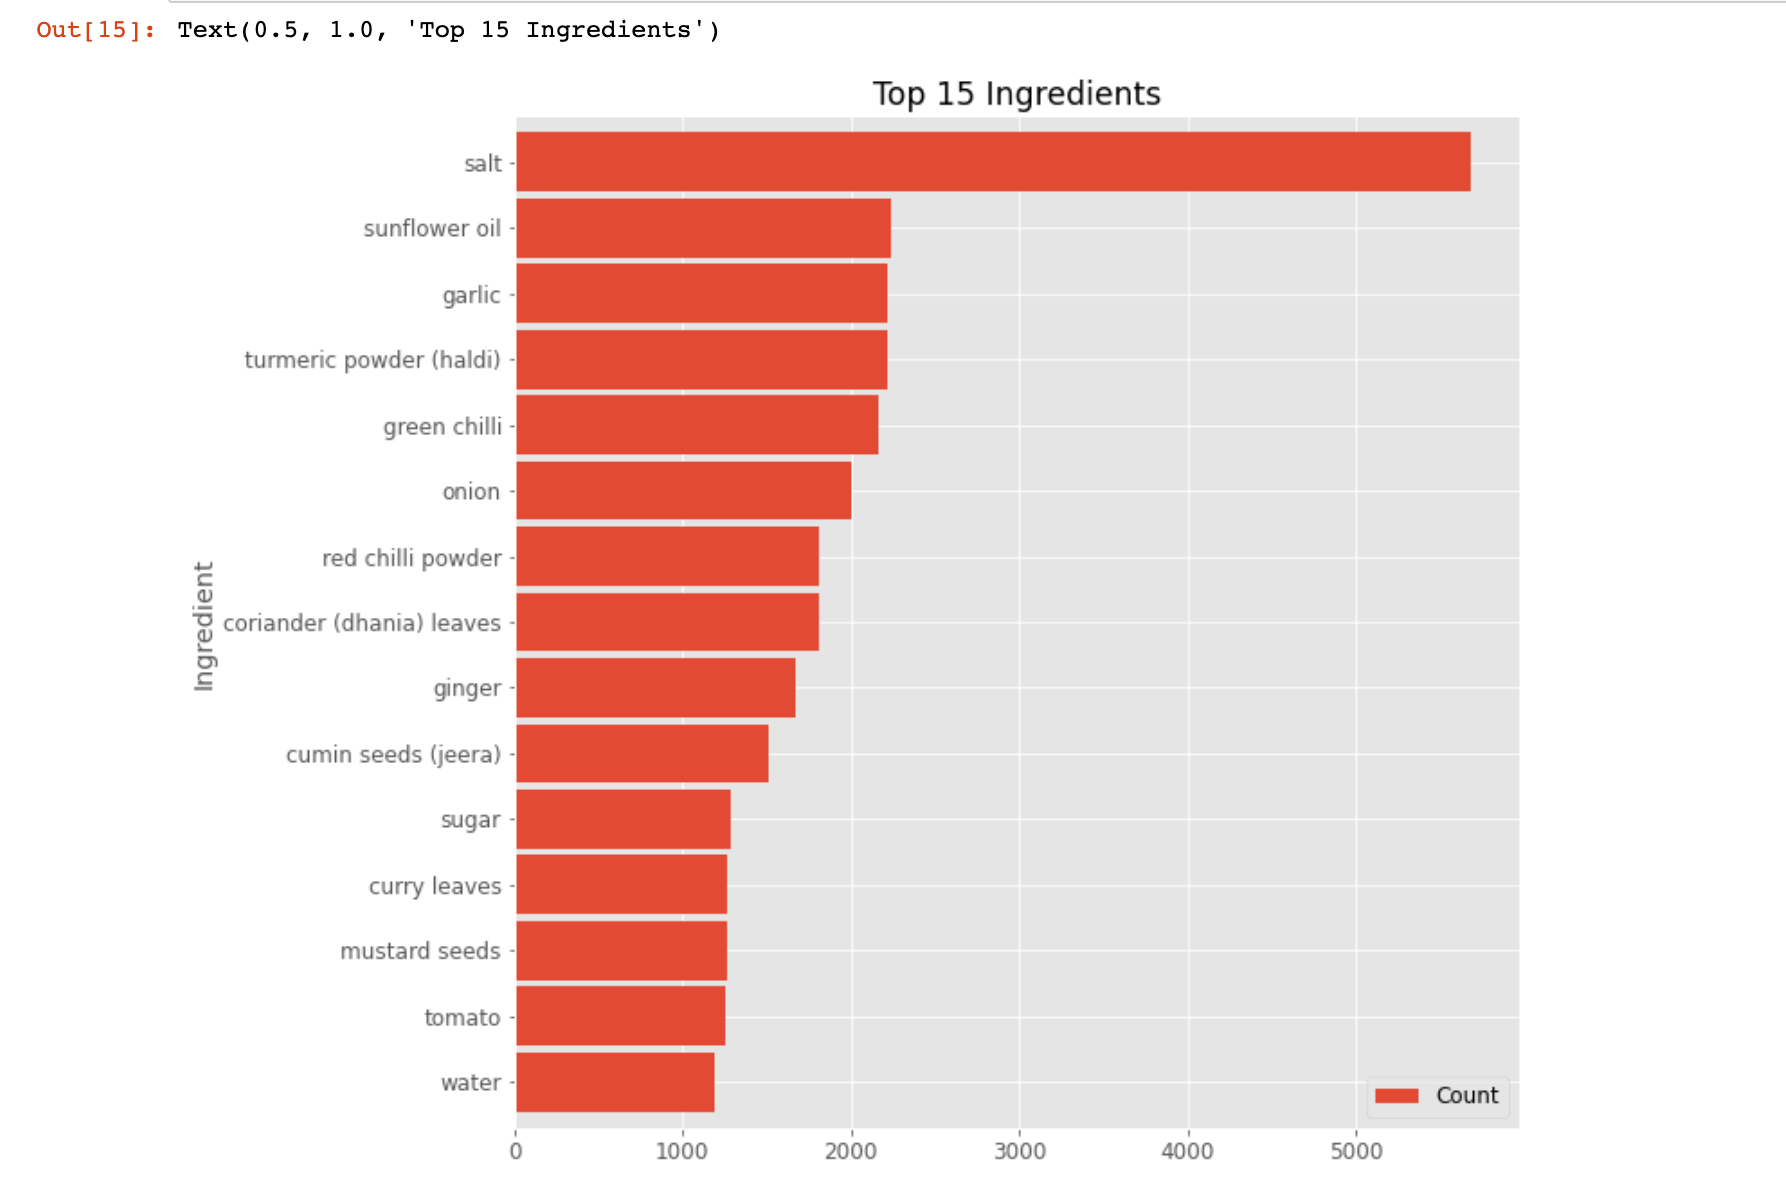 Out[15]: Text(0.5, 1.0, 'Top 15 Ingredients')
Top 15 Ingredients
salt
sunflower oil
garlic
turmeric powder (haldi)
green chilli
onion
red chilli powder
coriander (dhania) leaves
ginger
cumin seeds (jeera)
sugar
curry leaves
mustard seeds
tomato
water
Ingredient
Count
0 1000 2000 3000 4000 5000